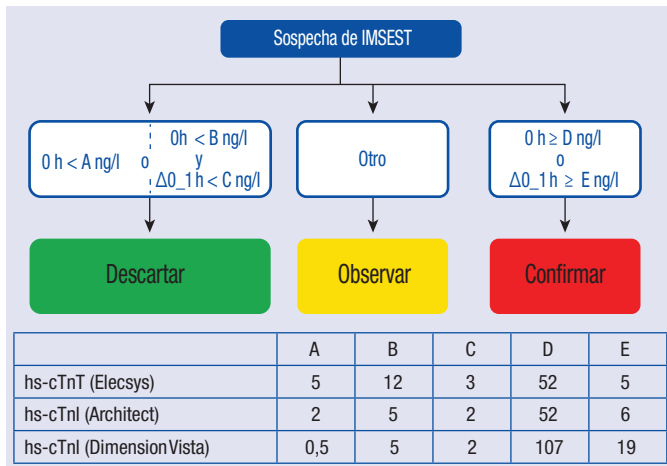 Sospecha de IMSEST
0 h < A ng/l o
0h < B ng/l
y
Δ0_1 h < C ng/l
Otro
0 h ≥ D ng/l
o
Δ0_1 h ≥ E ng/l
Descartar
Observar
Confirmar
A B C D E
hs-cTnT (Elecsys) 5 12 3 52 5
hs-cTnI (Architect) 2 5 2 52 6
hs-cTnI (Dimension Vista) 0,5 5 2 107 19